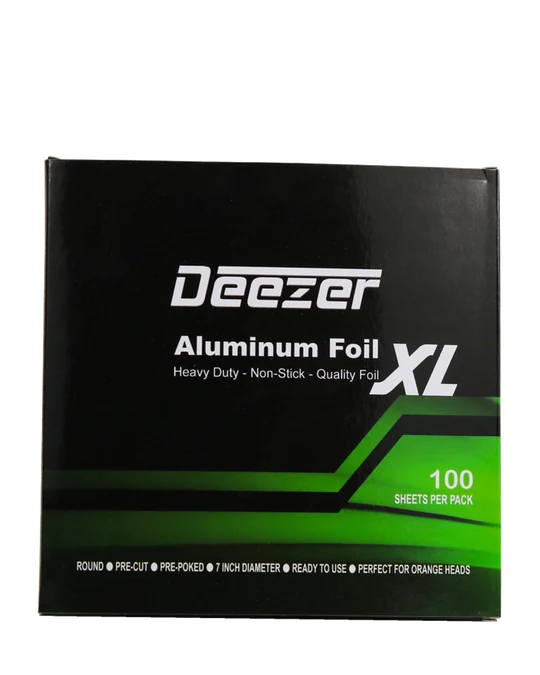 Deezer
Aluminum Foil XL
Heavy Duty - Non-Stick - Quality Foil
100
SHEETS PER PACK
ROUND ● PRE-CUT ● PRE-POKED ● 7 INCH DIAMETER ● READY TO USE ● PERFECT FOR ORANGE HEADS